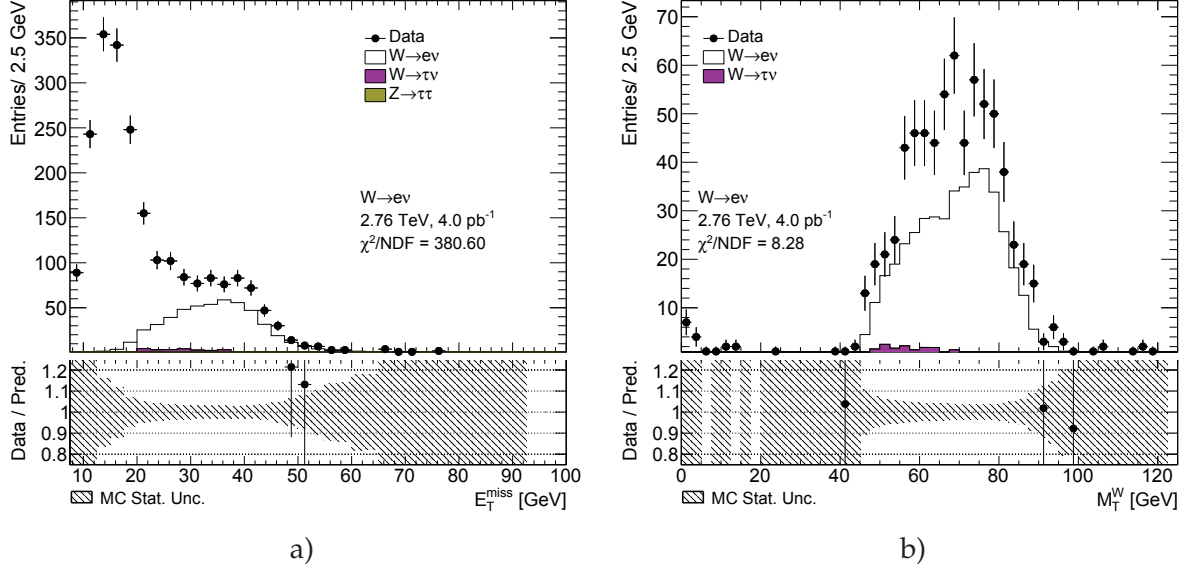 Entries/ 2.5 GeV
350
300
250
200
150
100
50
Data
W→eν
W→τν
Z→ττ
W→eν
2.76 TeV, 4.0 pb⁻¹
χ²/NDF = 380.60
Data / Pred.
1.2
1.1
1
0.9
0.8
10 20 30 40 50 60 70 80 90 100
MC Stat. Unc.
E_T^miss [GeV]
a)
Entries/ 2.5 GeV
70
60
50
40
30
20
10
Data
W→eν
W→τν
W→eν
2.76 TeV, 4.0 pb⁻¹
χ²/NDF = 8.28
Data / Pred.
1.2
1.1
1
0.9
0.8
0 20 40 60 80 100 120
MC Stat. Unc.
M_T^W [GeV]
b)